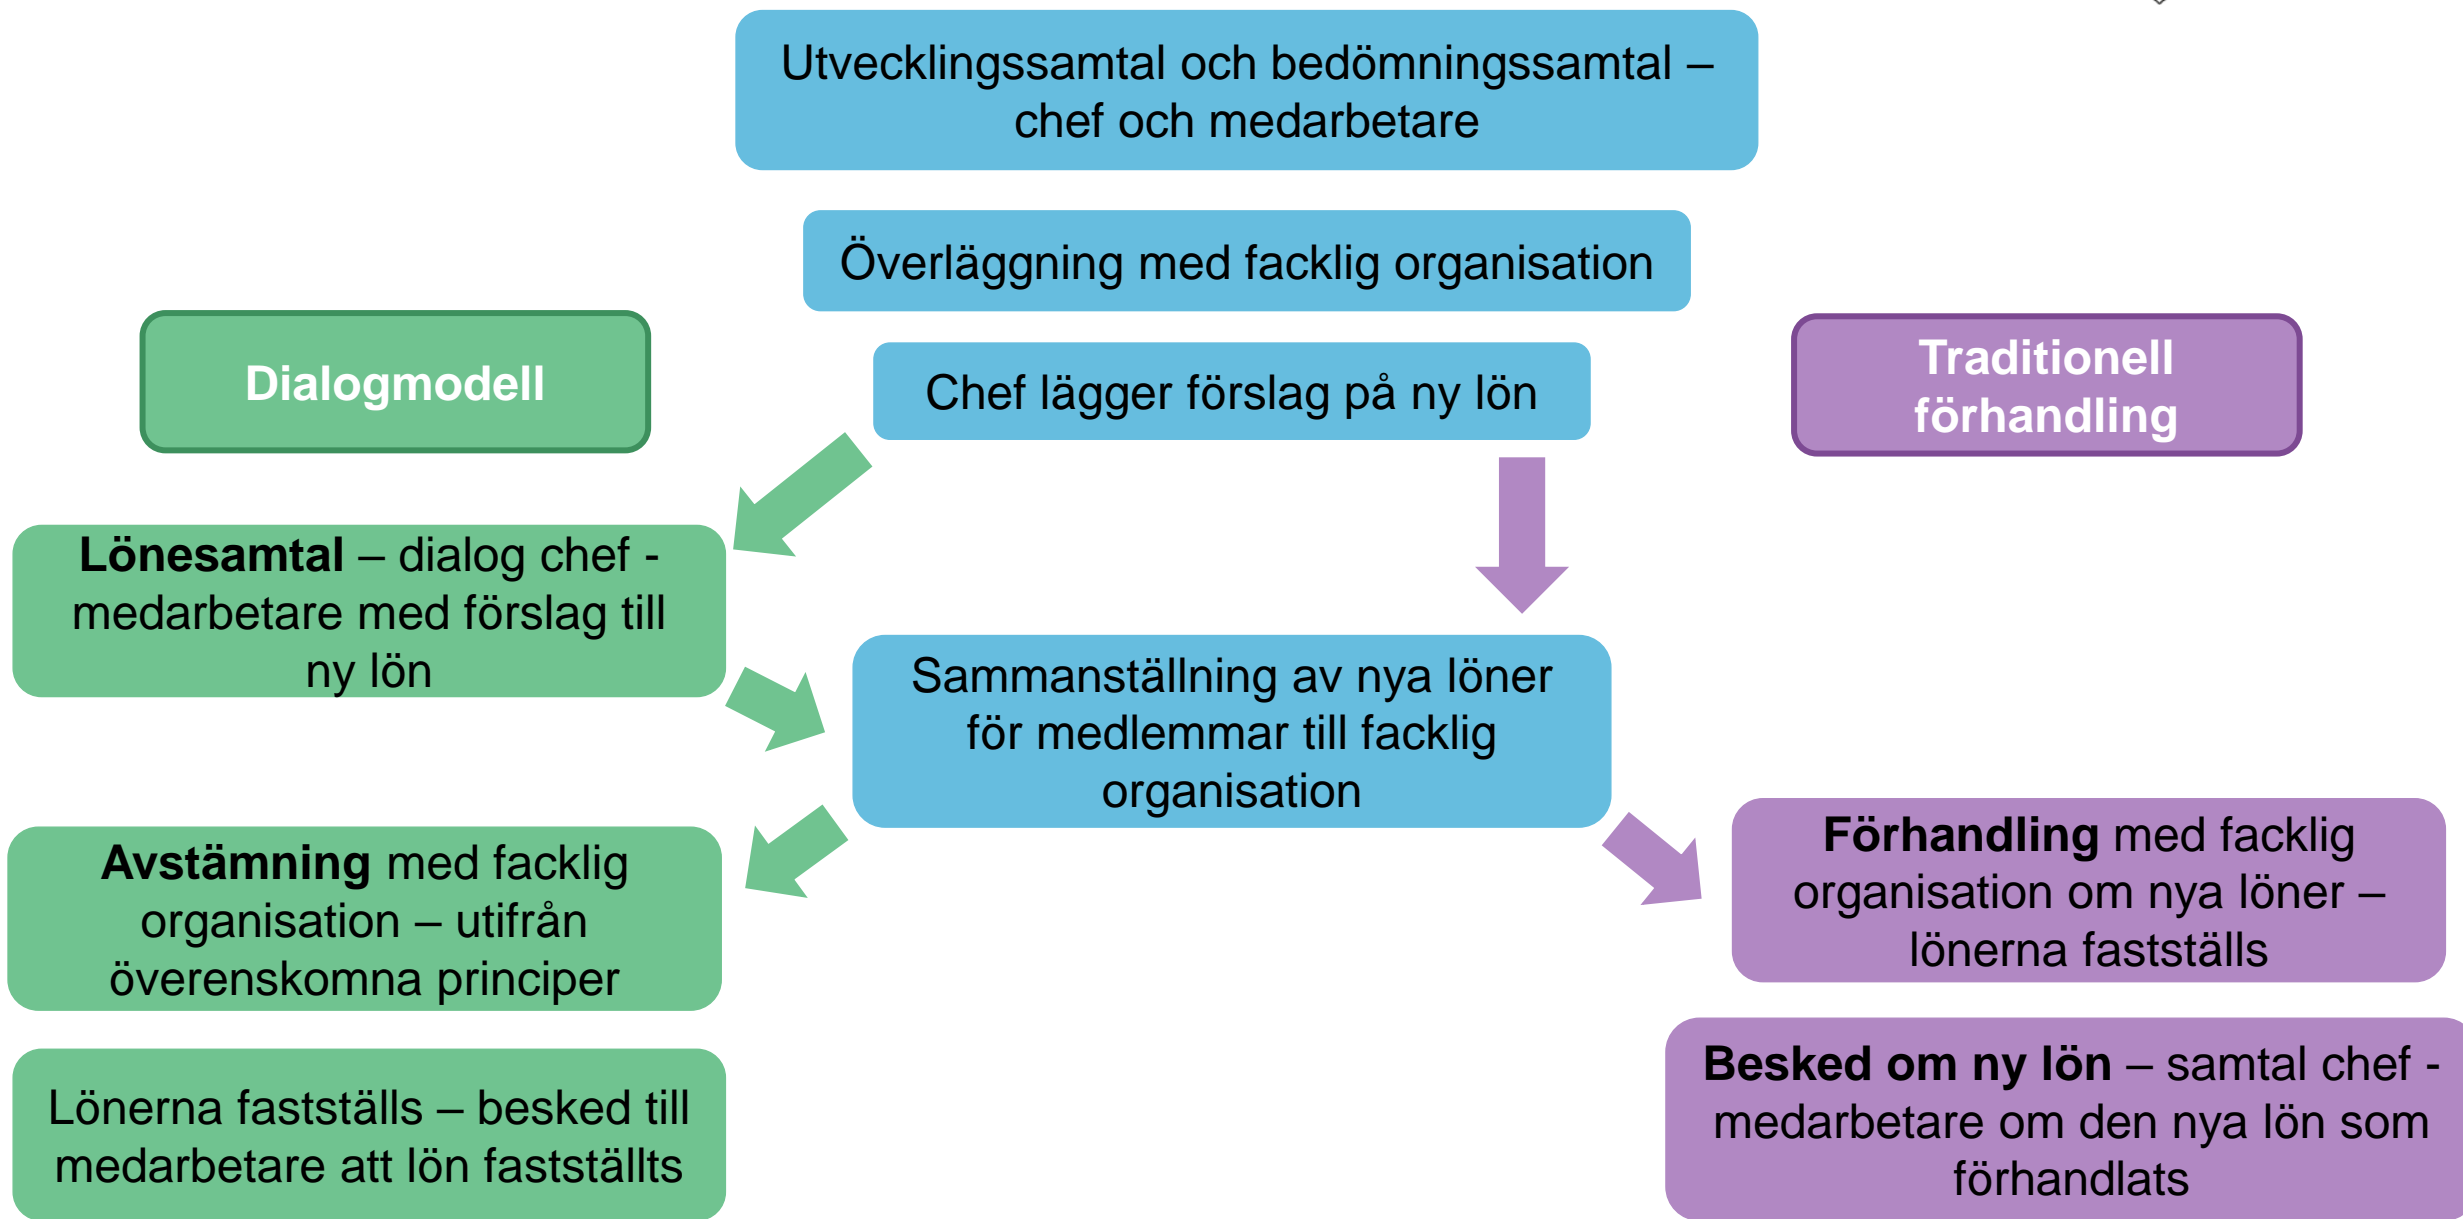 Utvecklingssamtal och bedömningssamtal –
chef och medarbetare
Överläggning med facklig organisation
Dialogmodell
Chef lägger förslag på ny lön
Traditionell
förhandling
Lönesamtal – dialog chef -
medarbetare med förslag till
ny lön
Sammanställning av nya löner
för medlemmar till facklig
organisation
Avstämning med facklig
organisation – utifrån
överenskomna principer
Förhandling med facklig
organisation om nya löner –
lönerna fastställs
Lönerna fastställs – besked till
medarbetare att lön fastställts
Besked om ny lön – samtal chef -
medarbetare om den nya lön som
förhandlats